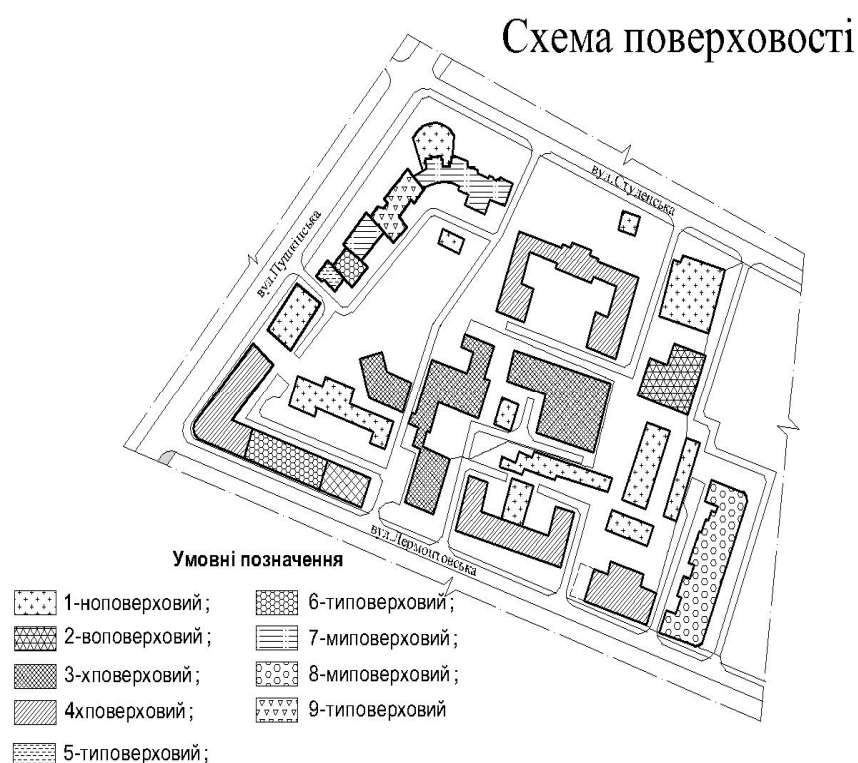 Схема поверховості
вул.Студенська
вул.Пушкінська
вул.Лермонтовська
Умовні позначення
1-ноповерховий;
2-воповерховий;
3-хповерховий;
4хповерховий;
5-типоверховий;
6-типоверховий;
7-миповерховий;
8-миповерховий;
9-типоверховий